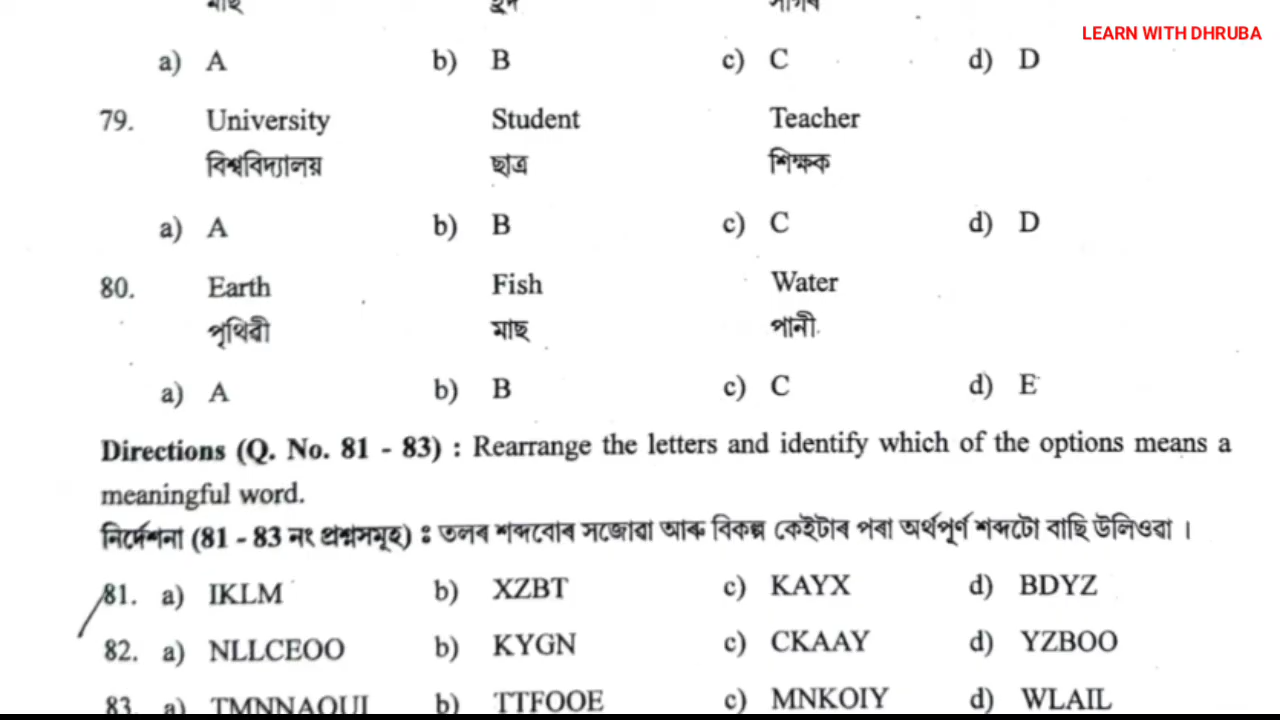 মাছ হ্ৰদ সাগৰ
LEARN WITH DHRUBA
a) A b) B c) C d) D
79. University Student Teacher
বিশ্ববিদ্যালয় ছাত্ৰ শিক্ষক
a) A b) B c) C d) D
80. Earth Fish Water
পৃথিৱী মাছ পানী
a) A b) B c) C d) E
Directions (Q. No. 81 - 83) : Rearrange the letters and identify which of the options means a
meaningful word.
নিৰ্দেশনা (81 - 83 নং প্ৰশ্নসমূহ) ঃ তলৰ শব্দবোৰ সজোৱা আৰু বিকল্প কেইটাৰ পৰা অৰ্থপূৰ্ণ শব্দটো বাছি উলিওৱা ।
81. a) IKLM b) XZBT c) KAYX d) BDYZ
82. a) NLLCEOO b) KYGN c) CKAAY d) YZBOO
83. a) TMNNAOUI b) TTFOOE c) MNKOIY d) WLAIL